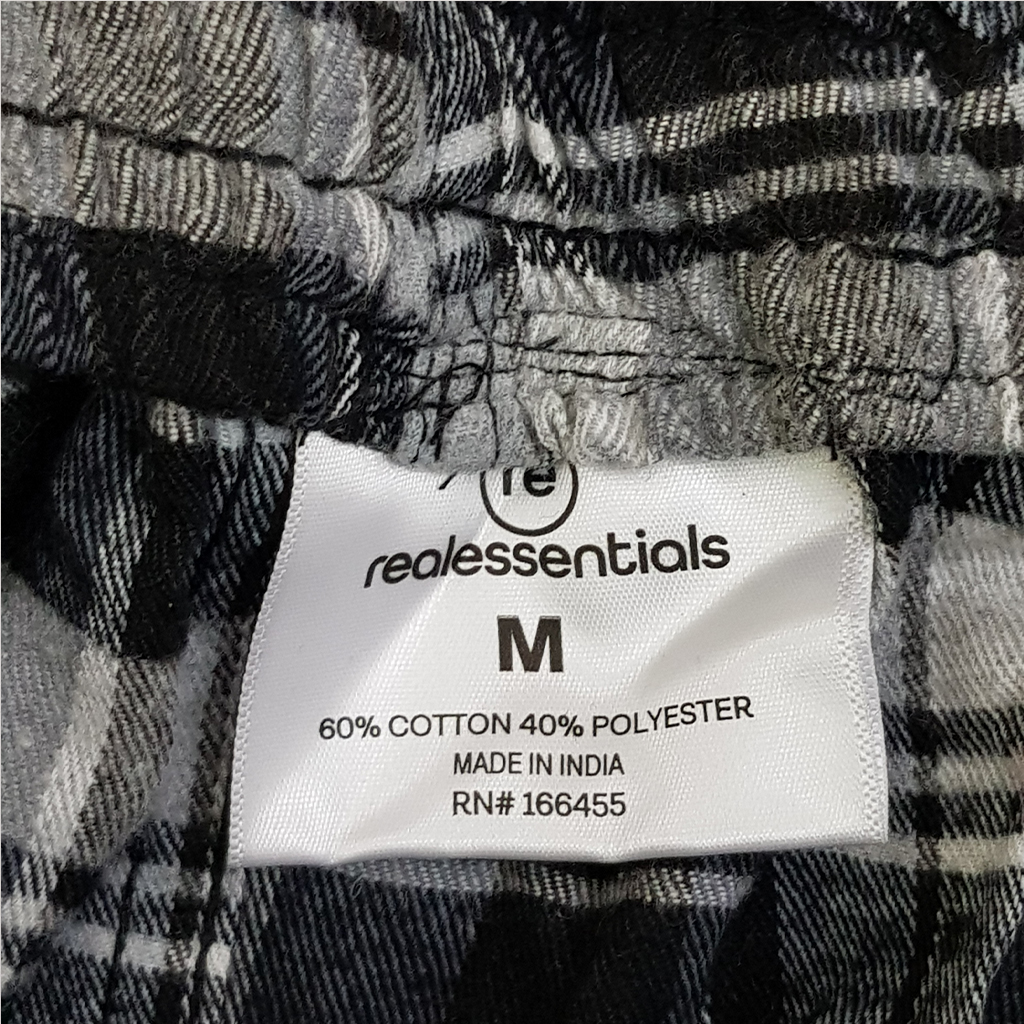 re
realessentials
M
60% COTTON 40% POLYESTER
MADE IN INDIA
RN# 166455